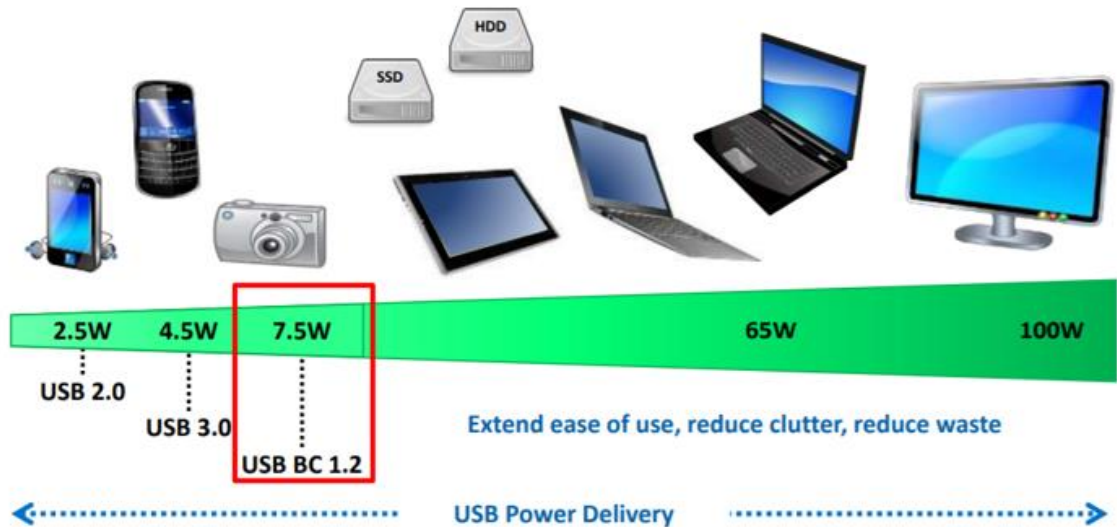 HDD
SSD
2.5W 4.5W 7.5W 65W 100W
USB 2.0
USB 3.0
USB BC 1.2
Extend ease of use, reduce clutter, reduce waste
USB Power Delivery